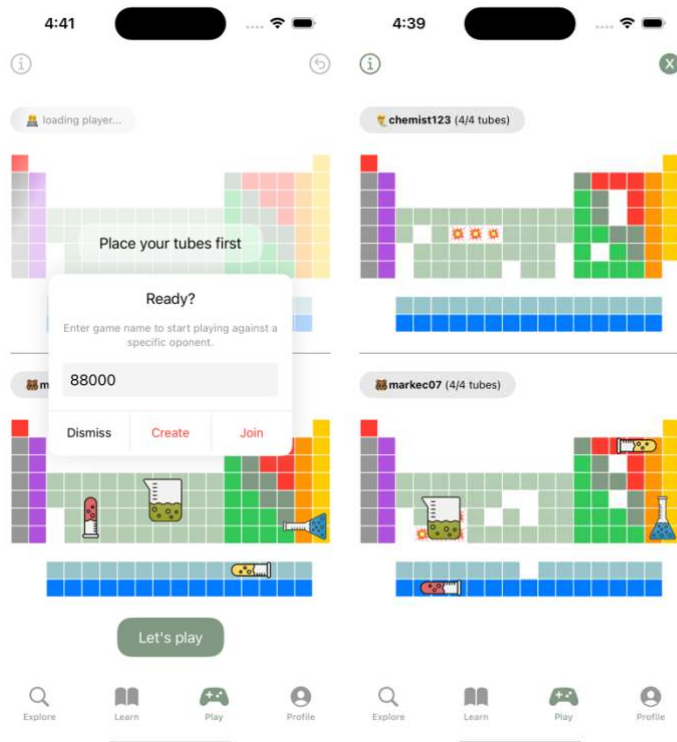 4:41
loading player...
Place your tubes first
Ready?
Enter game name to start playing against a
specific oponent.
88000
Dismiss Create Join
m
Let's play
Explore Learn Play Profile
4:39
chemist123 (4/4 tubes)
markec07 (4/4 tubes)
Explore Learn Play Profile